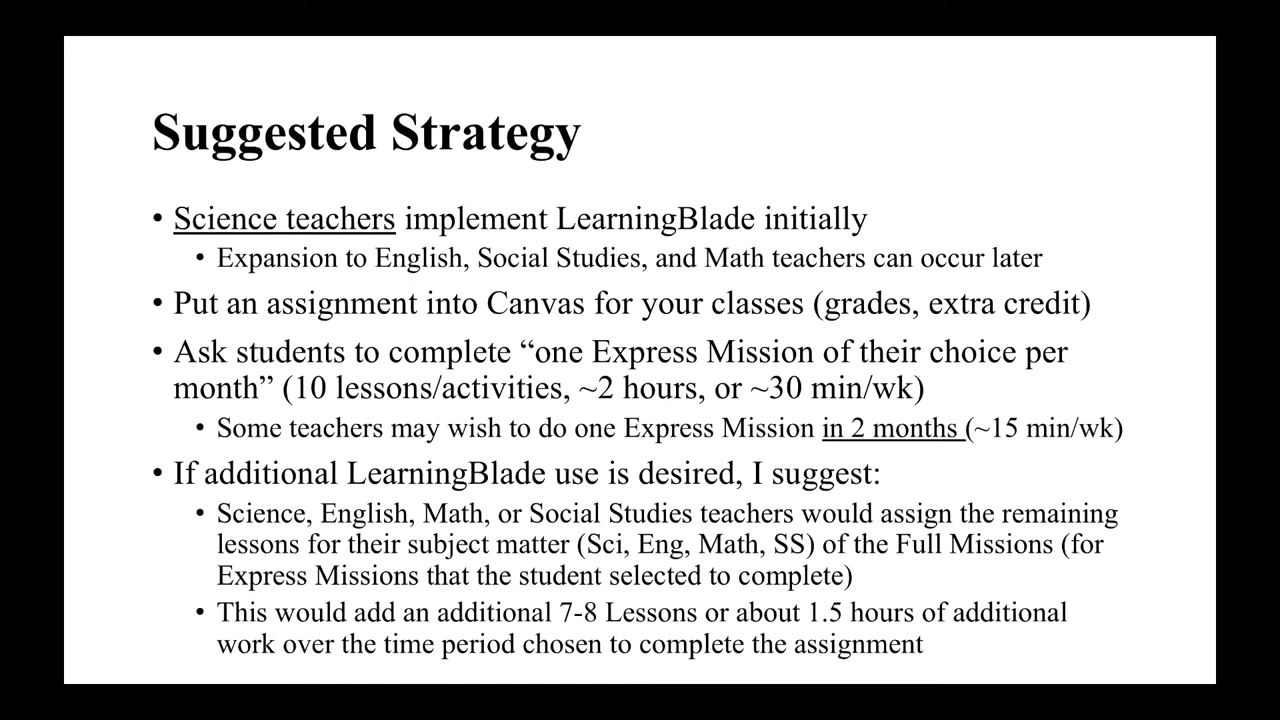 Suggested Strategy
• Science teachers implement LearningBlade initially
• Expansion to English, Social Studies, and Math teachers can occur later
• Put an assignment into Canvas for your classes (grades, extra credit)
• Ask students to complete “one Express Mission of their choice per
month” (10 lessons/activities, ~2 hours, or ~30 min/wk)
• Some teachers may wish to do one Express Mission in 2 months (~15 min/wk)
• If additional LearningBlade use is desired, I suggest:
• Science, English, Math, or Social Studies teachers would assign the remaining
lessons for their subject matter (Sci, Eng, Math, SS) of the Full Missions (for
Express Missions that the student selected to complete)
• This would add an additional 7-8 Lessons or about 1.5 hours of additional
work over the time period chosen to complete the assignment